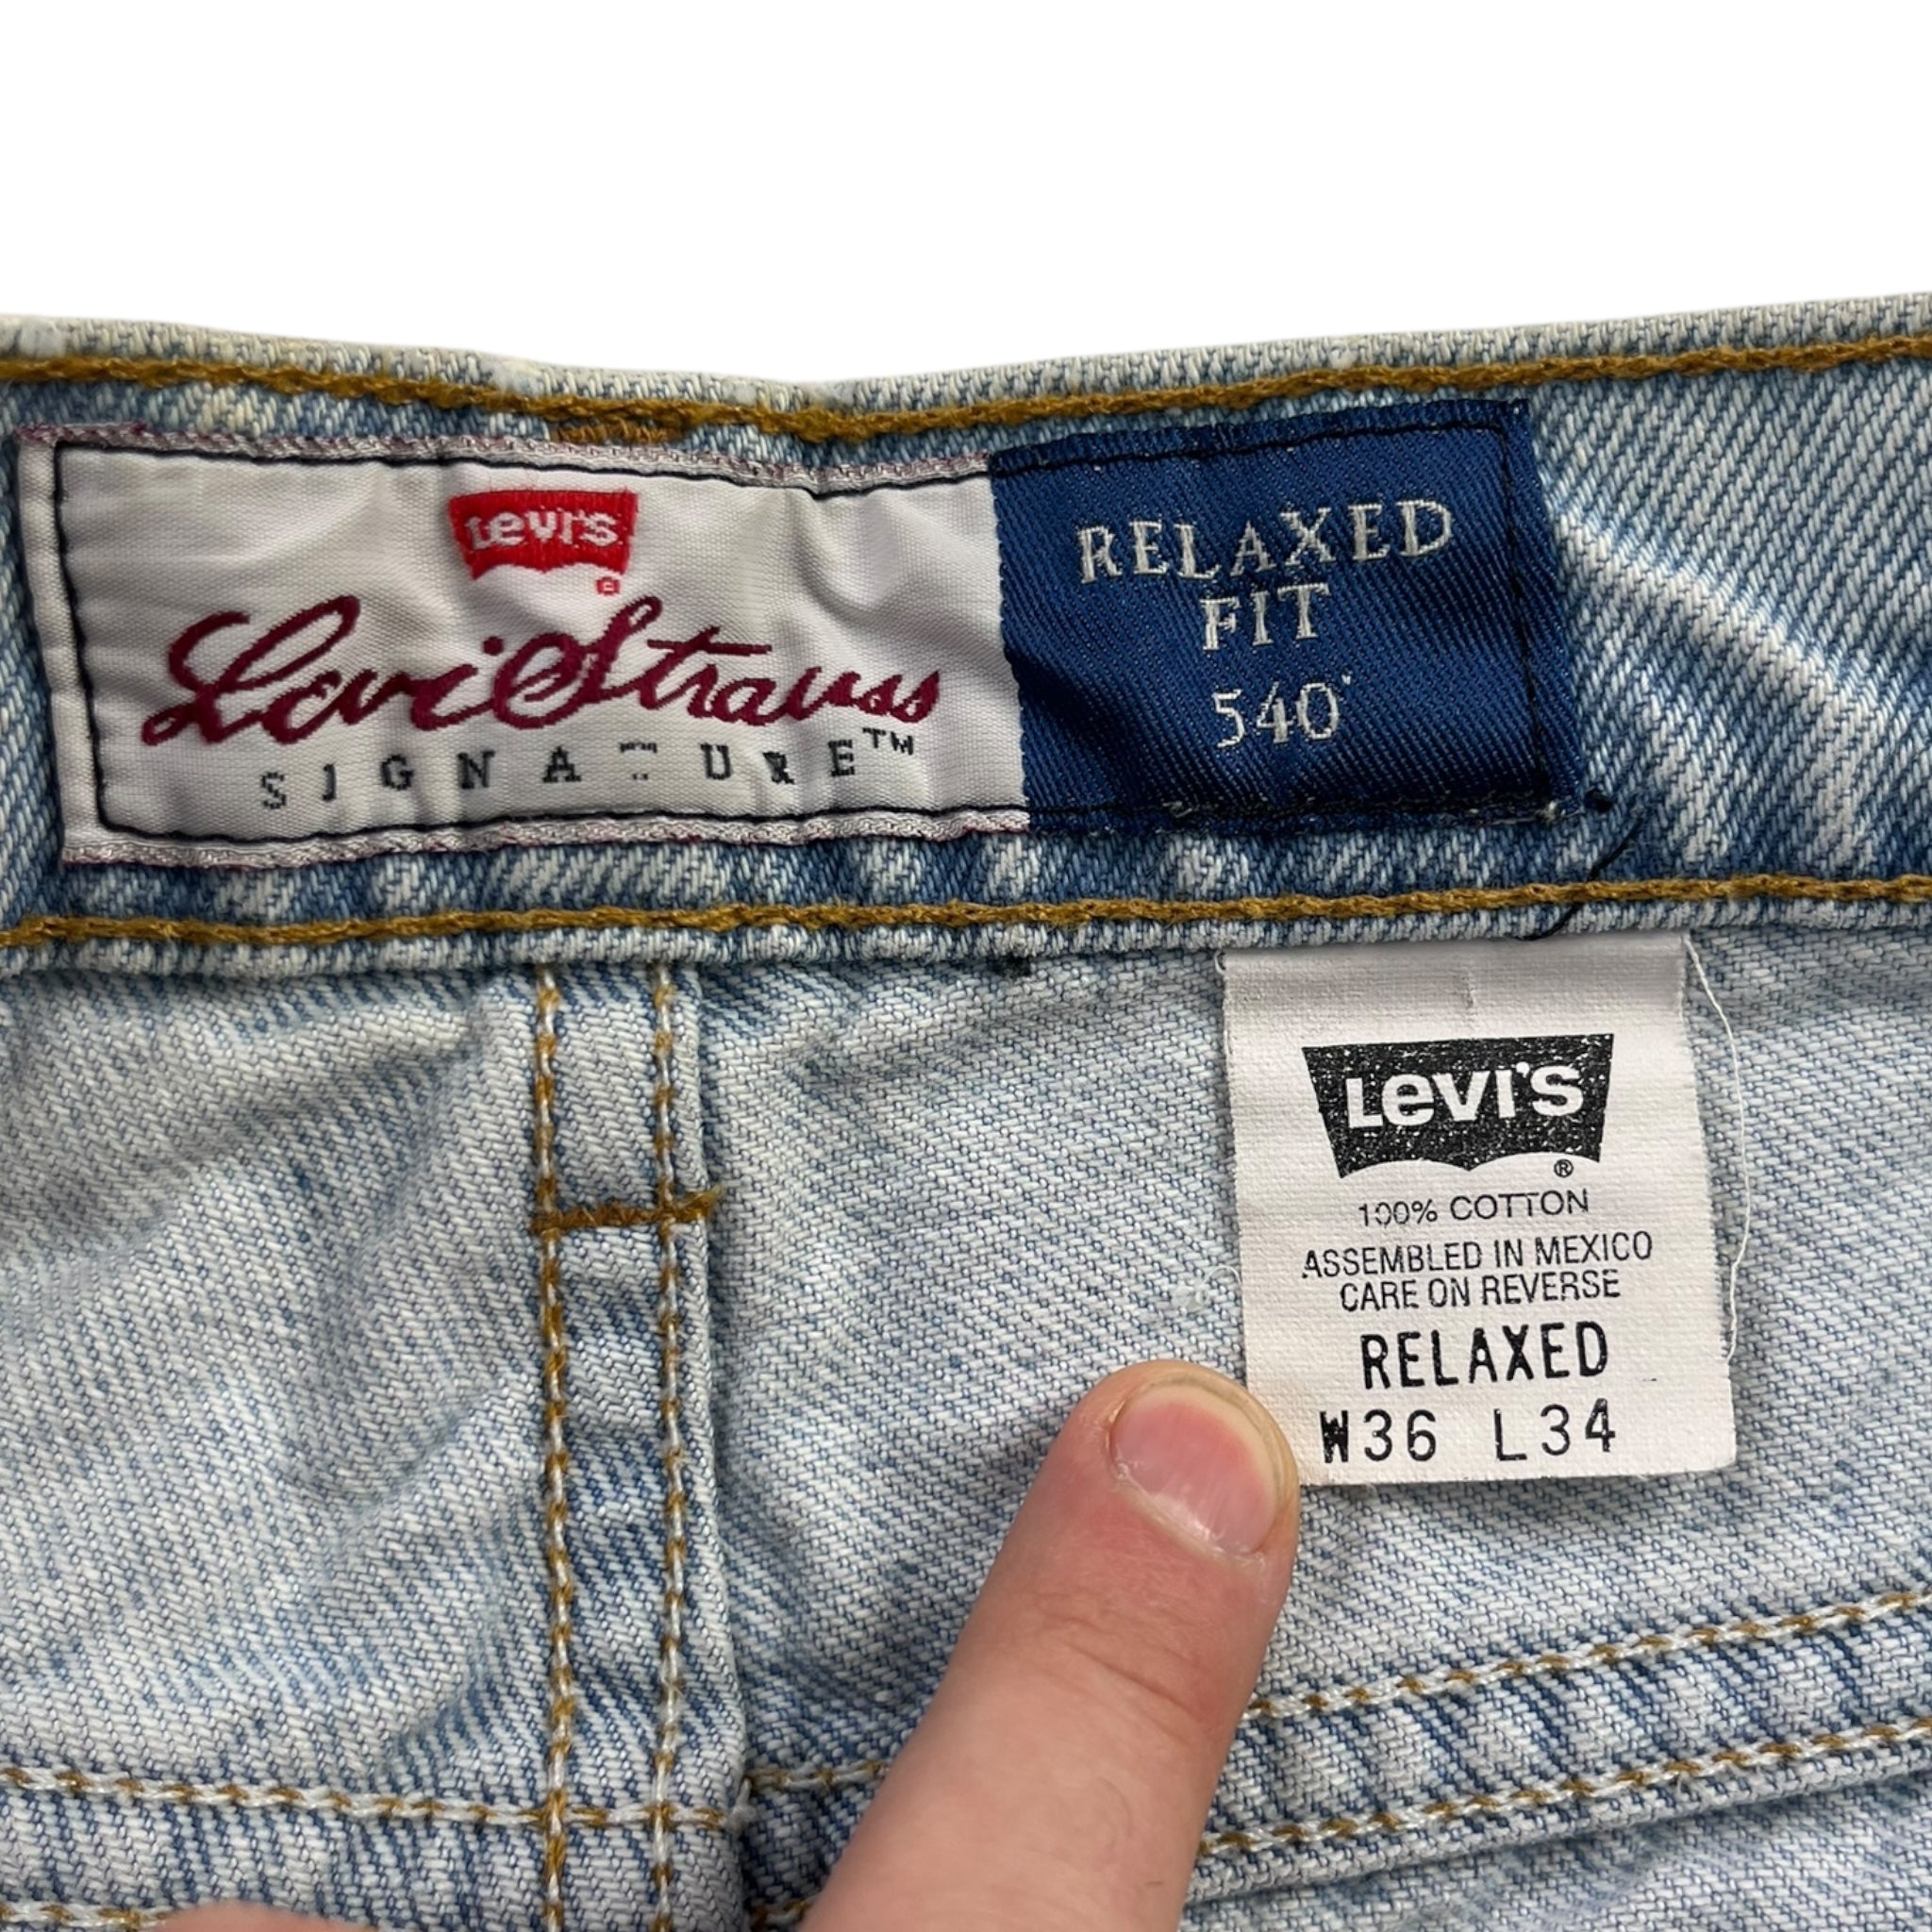 Levi's
®
Levi Strauss
SIGNATURE™
RELAXED
FIT
540
LEVI'S
®
100% COTTON
ASSEMBLED IN MEXICO
CARE ON REVERSE
RELAXED
W36 L34